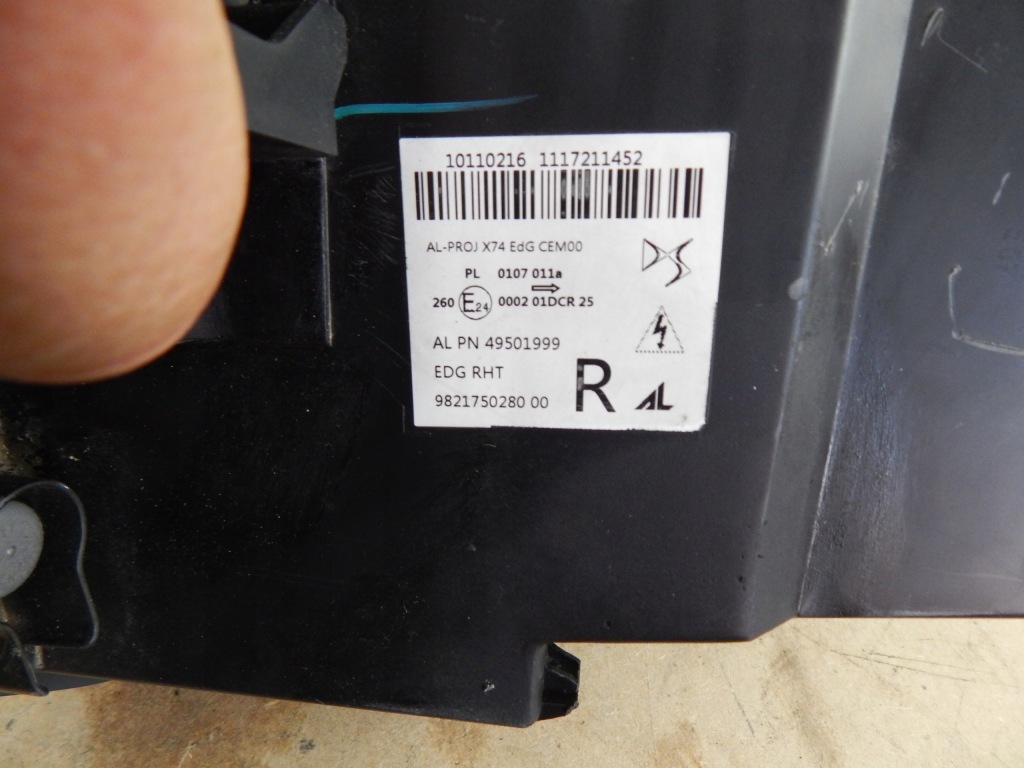 10110216 1117211452
AL-PROJ X74 EdG CEM00
DS
PL 0107 011a
260 E24 0002 01DCR 25
AL PN 49501999
EDG RHT
R
AL
9821750280 00